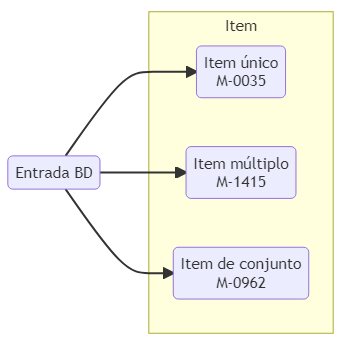 Item
Item único
M-0035
Entrada BD
Item múltiplo
M-1415
Item de conjunto
M-0962